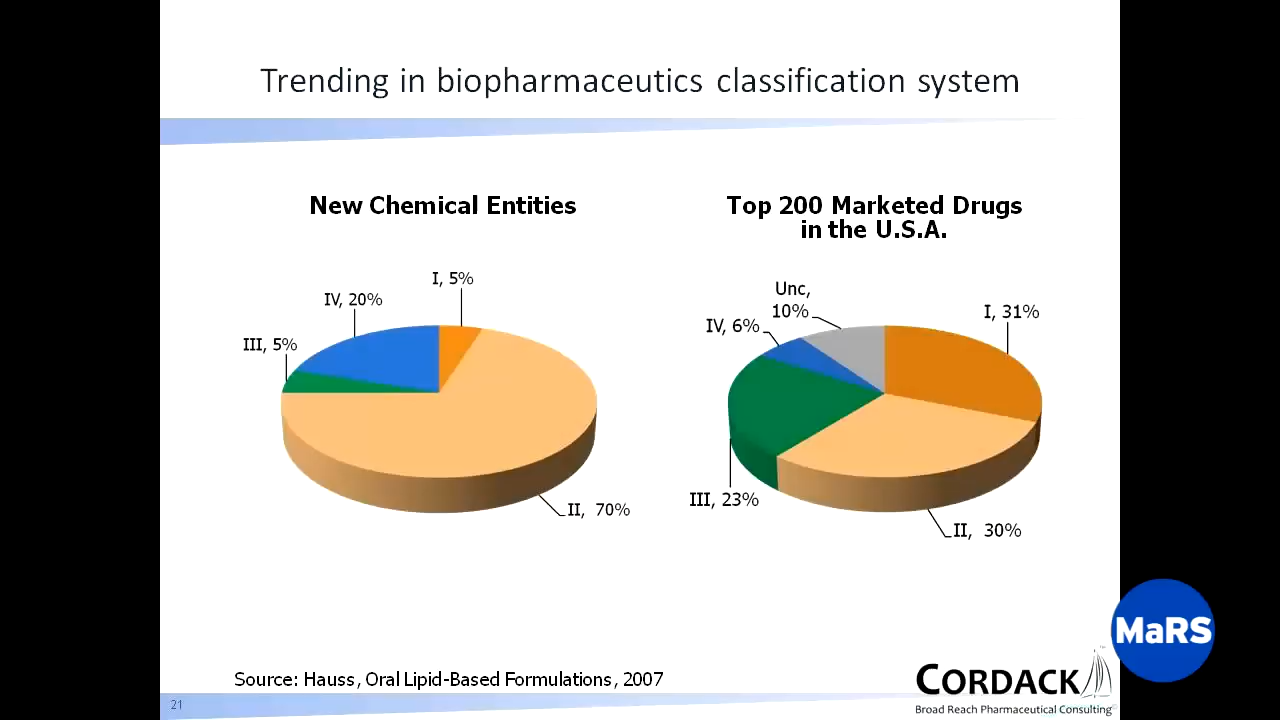 Trending in biopharmaceutics classification system
New Chemical Entities
I, 5%
IV, 20%
III, 5%
II, 70%
Top 200 Marketed Drugs
in the U.S.A.
Unc,
10%
IV, 6%
I, 31%
III, 23%
II, 30%
MaRS
Source: Hauss, Oral Lipid-Based Formulations, 2007
CORDACK
Broad Reach Pharmaceutical Consulting©
21